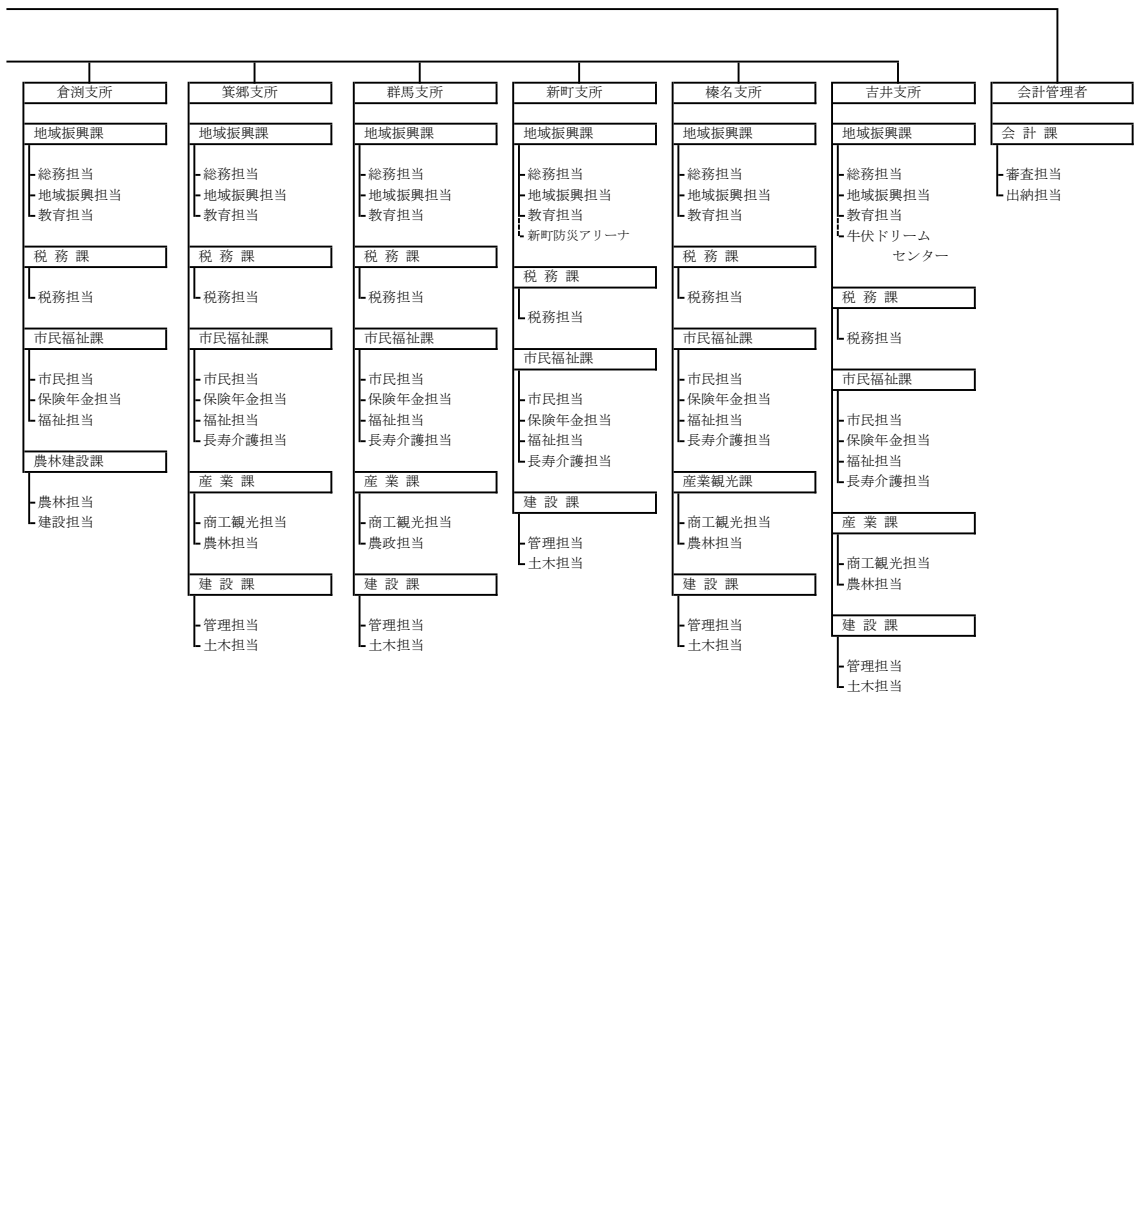 倉渕支所
地域振興課
総務担当
地域振興担当
教育担当
税 務 課
税務担当
市民福祉課
市民担当
保険年金担当
福祉担当
農林建設課
農林担当
建設担当
箕郷支所
地域振興課
総務担当
地域振興担当
教育担当
税 務 課
税務担当
市民福祉課
市民担当
保険年金担当
福祉担当
長寿介護担当
産 業 課
商工観光担当
農林担当
建 設 課
管理担当
土木担当
群馬支所
地域振興課
総務担当
地域振興担当
教育担当
税 務 課
税務担当
市民福祉課
市民担当
保険年金担当
福祉担当
長寿介護担当
産 業 課
商工観光担当
農政担当
建 設 課
管理担当
土木担当
新町支所
地域振興課
総務担当
地域振興担当
教育担当
新町防災アリーナ
税 務 課
税務担当
市民福祉課
市民担当
保険年金担当
福祉担当
長寿介護担当
建 設 課
管理担当
土木担当
榛名支所
地域振興課
総務担当
地域振興担当
教育担当
税 務 課
税務担当
市民福祉課
市民担当
保険年金担当
福祉担当
長寿介護担当
産業観光課
商工観光担当
農林担当
建 設 課
管理担当
土木担当
吉井支所
地域振興課
総務担当
地域振興担当
教育担当
牛伏ドリーム
センター
税 務 課
税務担当
市民福祉課
市民担当
保険年金担当
福祉担当
長寿介護担当
産 業 課
商工観光担当
農林担当
建 設 課
管理担当
土木担当
会計管理者
会 計 課
審査担当
出納担当